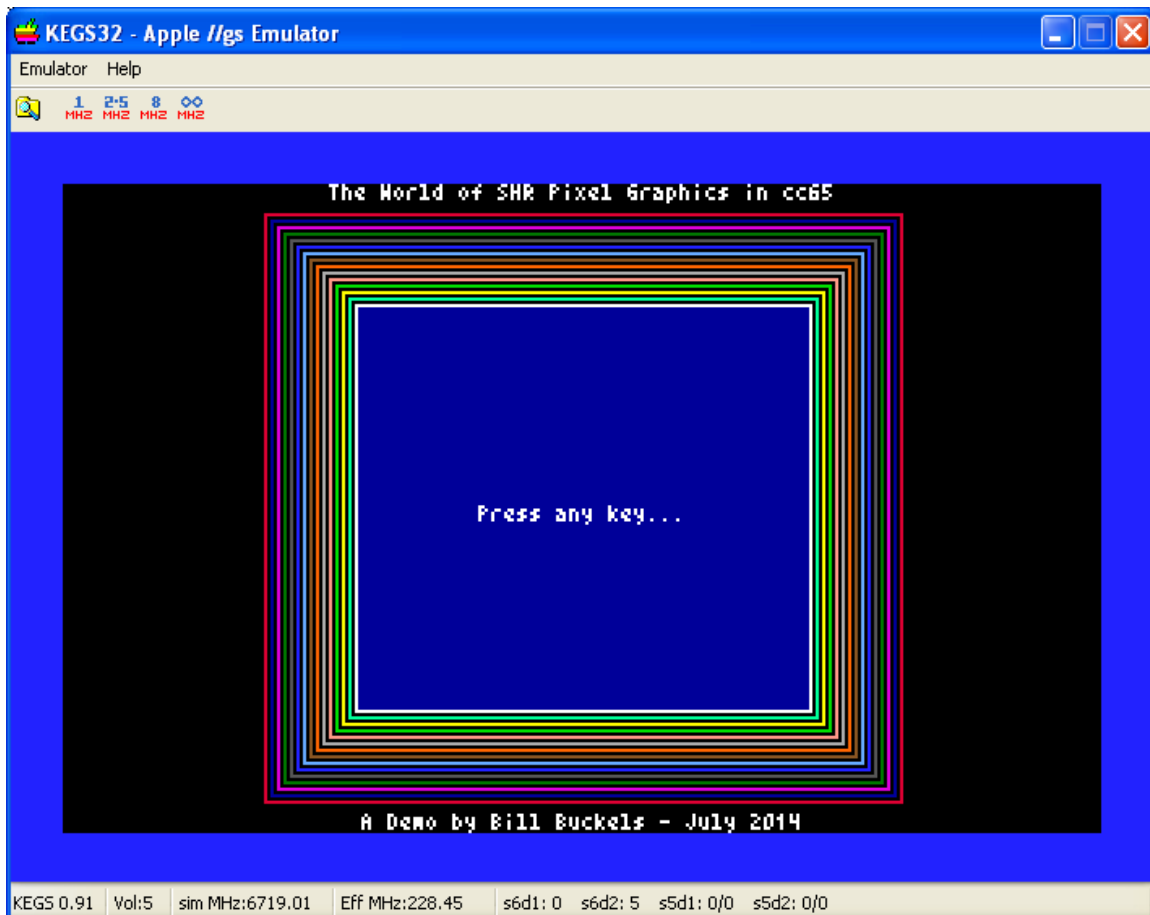 KEGS32 - Apple //gs Emulator
Emulator Help
1 MHZ 2·5 MHZ 8 MHZ ∞ MHZ
The World of SHR Pixel Graphics in cc65
Press any key...
A Demo by Bill Buckels - July 2014
KEGS 0.91 Vol:5 sim MHz:6719.01 Eff MHz:228.45 s6d1: 0 s6d2: 5 s5d1: 0/0 s5d2: 0/0